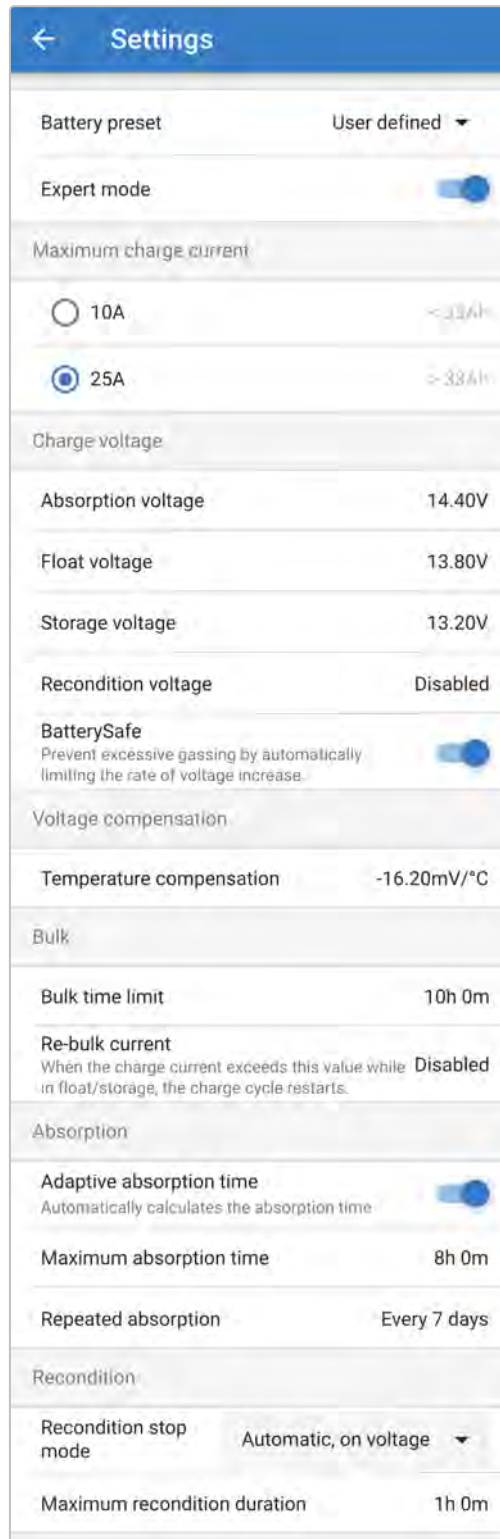 Settings
Battery preset User defined
Expert mode
Maximum charge current
10A < 33Ah
25A > 33Ah
Charge voltage
Absorption voltage 14.40V
Float voltage 13.80V
Storage voltage 13.20V
Recondition voltage Disabled
BatterySafe
Prevent excessive gassing by automatically
limiting the rate of voltage increase.
Voltage compensation
Temperature compensation -16.20mV/°C
Bulk
Bulk time limit 10h 0m
Re-bulk current
When the charge current exceeds this value while Disabled
in float/storage, the charge cycle restarts.
Absorption
Adaptive absorption time
Automatically calculates the absorption time
Maximum absorption time 8h 0m
Repeated absorption Every 7 days
Recondition
Recondition stop
mode Automatic, on voltage
Maximum recondition duration 1h 0m